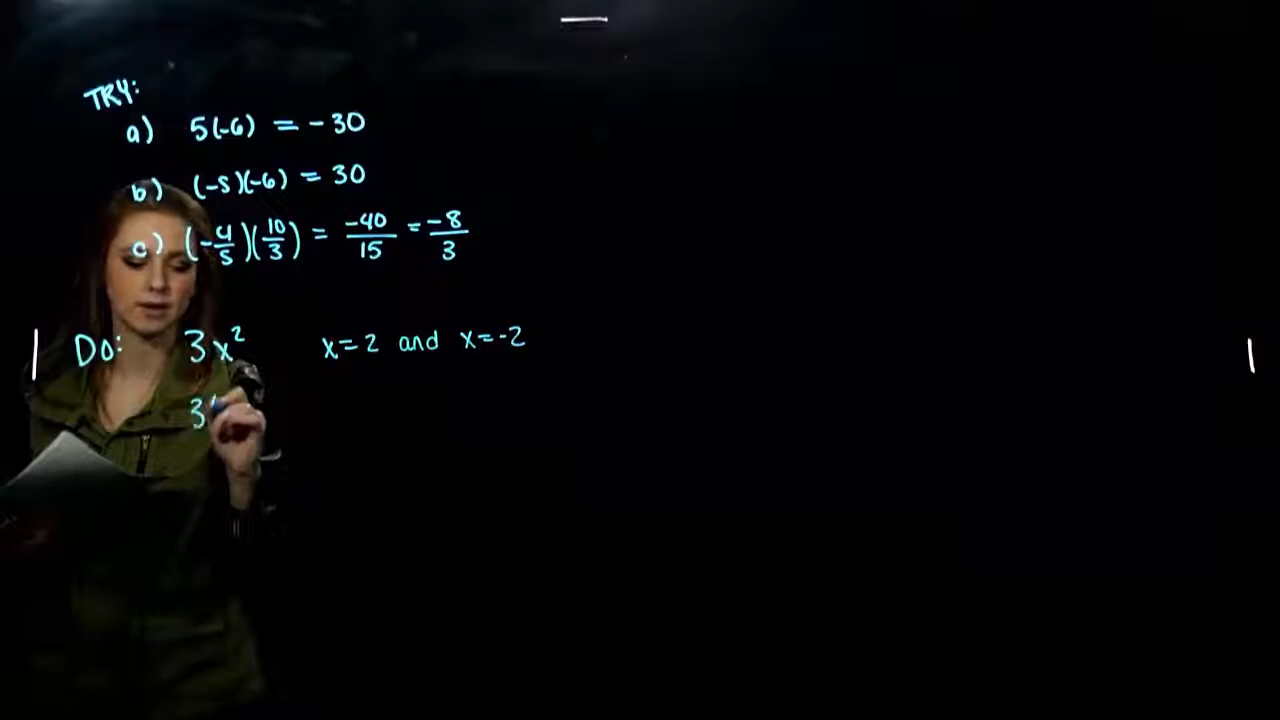 TRY:
a) 5(-6) = -30
b) (-5)(-6) = 30
c) (-4/5)(10/3) = -40/15 = -8/3
Do: 3x² x=2 and x=-2
3(